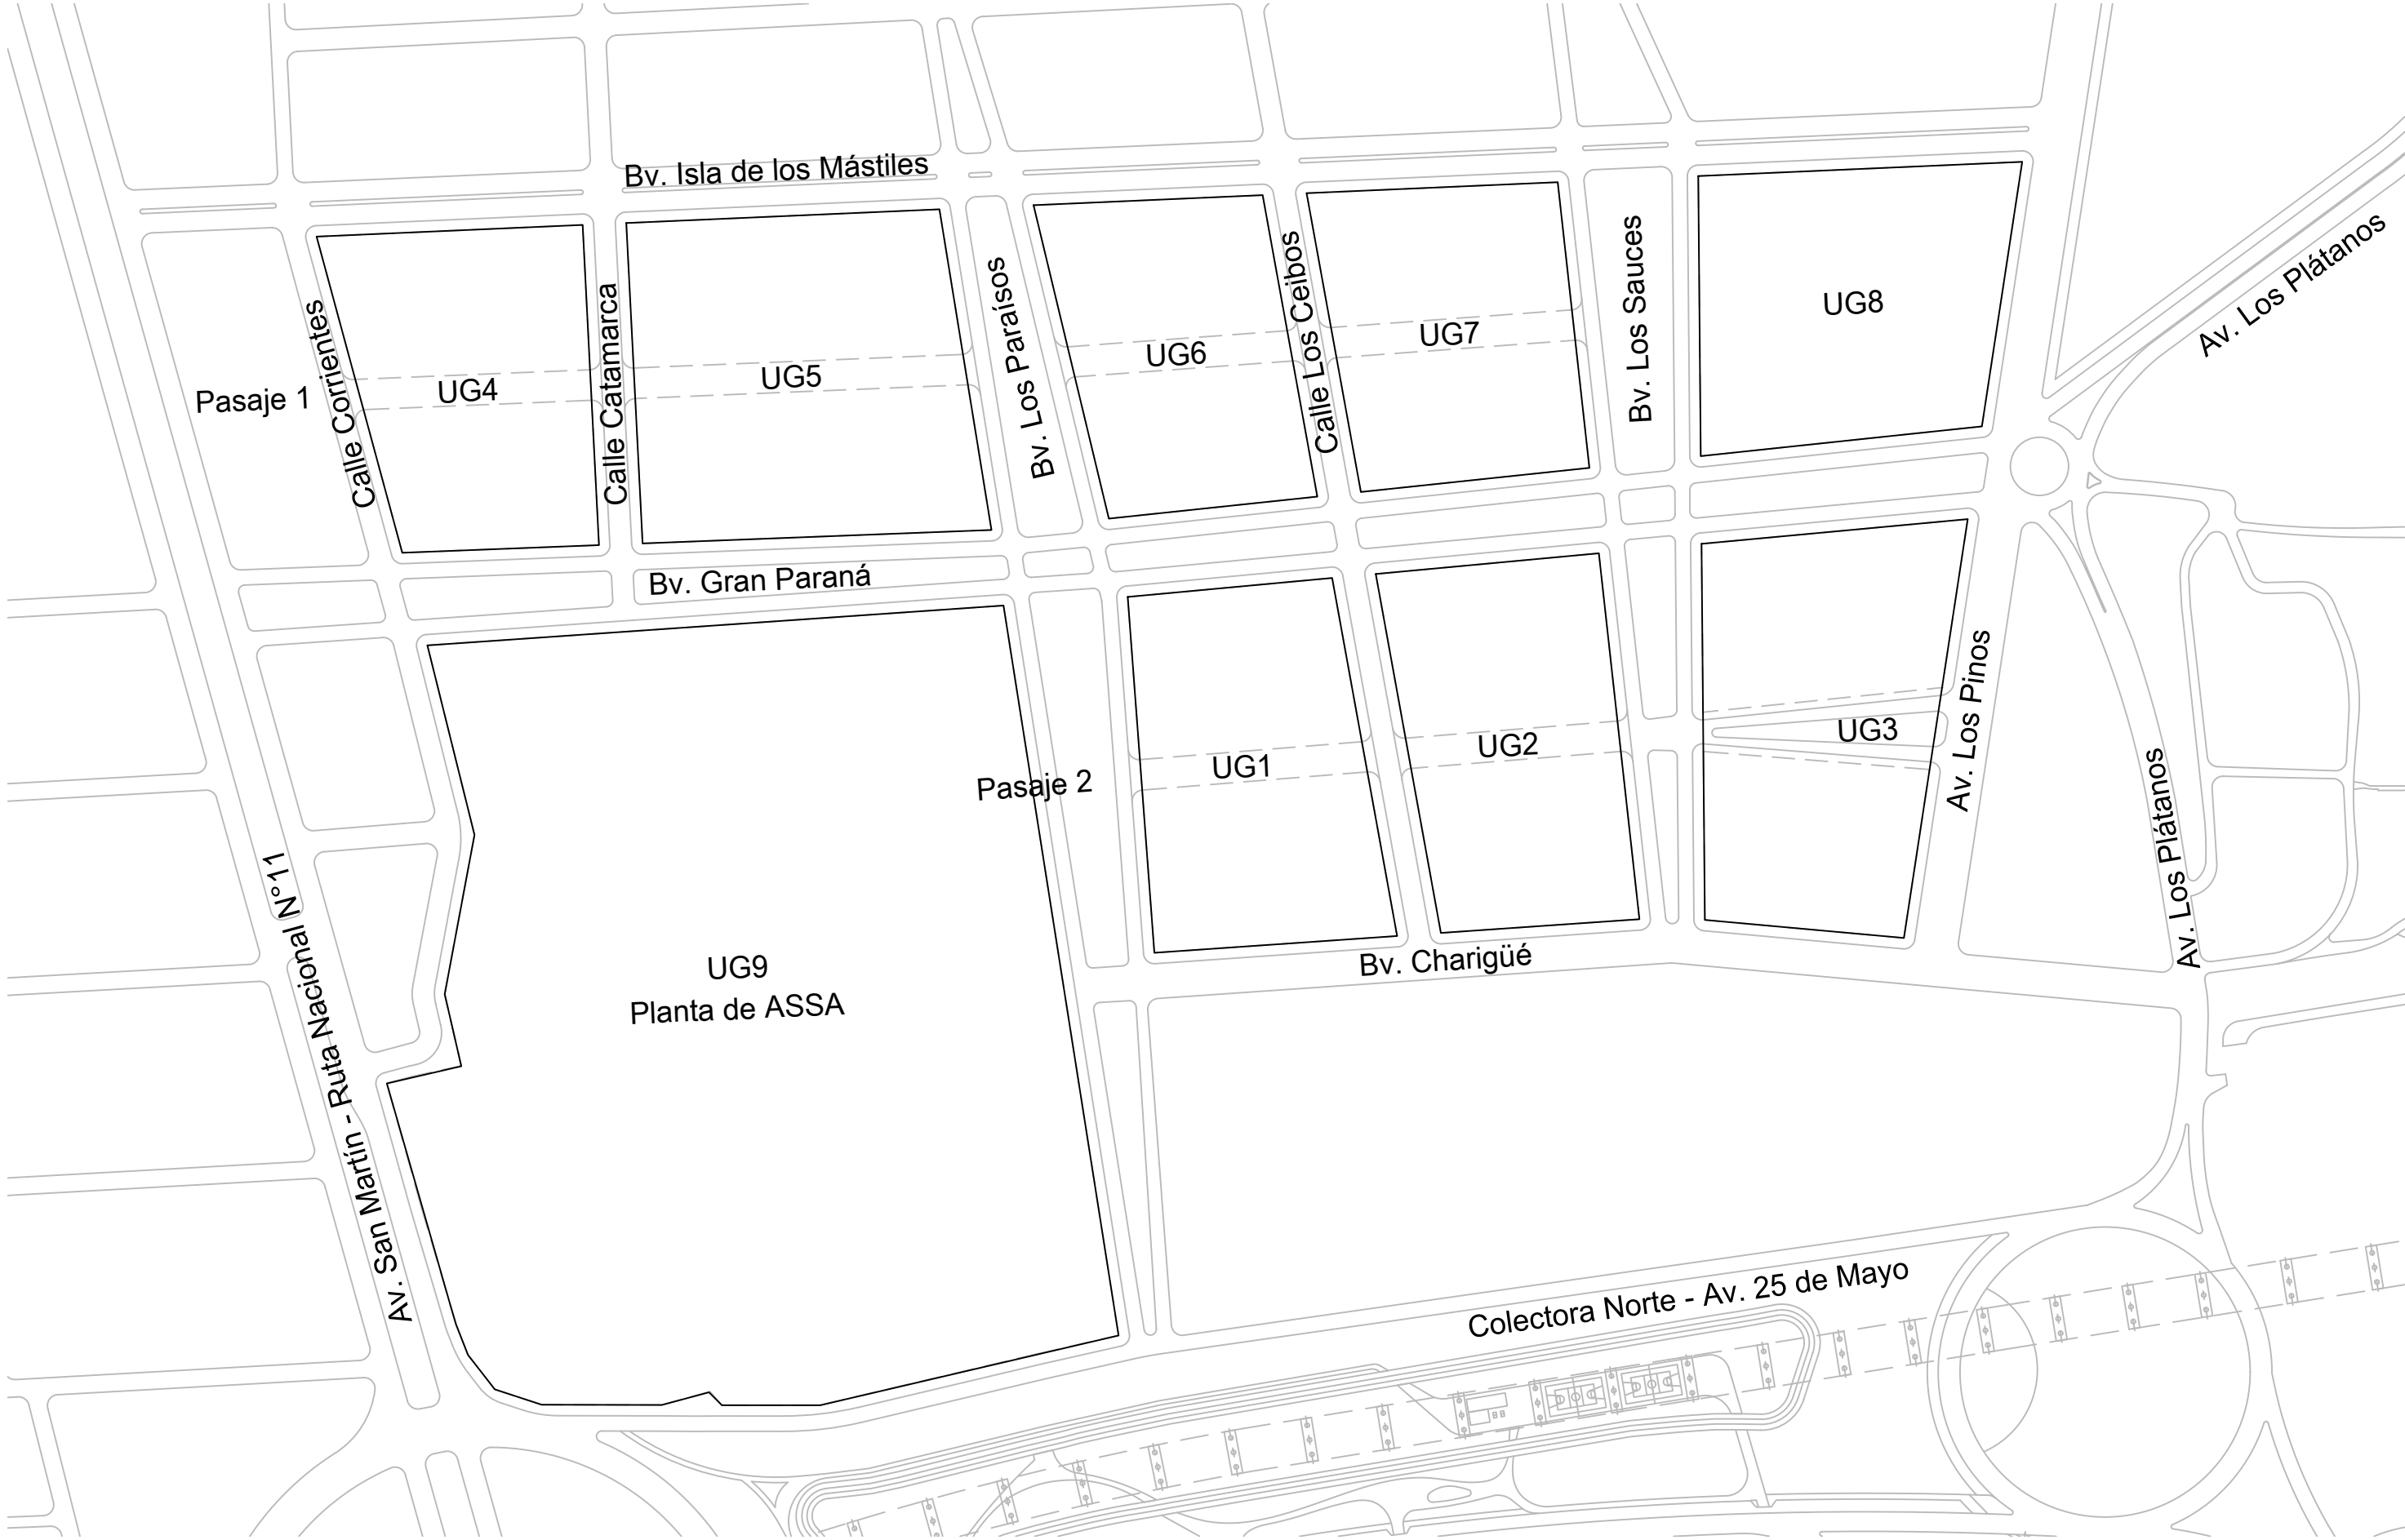 Bv. Isla de los Mástiles
Av. Los Plátanos
UG8
Bv. Los Sauces
Calle Los Ceibos
UG7
UG6
Bv. Los Paraísos
UG5
Calle Catamarca
UG4
Calle Corrientes
Pasaje 1
Bv. Gran Paraná
Av. Los Pinos
UG3
UG2
UG1
Pasaje 2
Av. Los Plátanos
Bv. Charigüé
UG9
Planta de ASSA
Av. San Martín - Ruta Nacional N°11
Colectora Norte - Av. 25 de Mayo